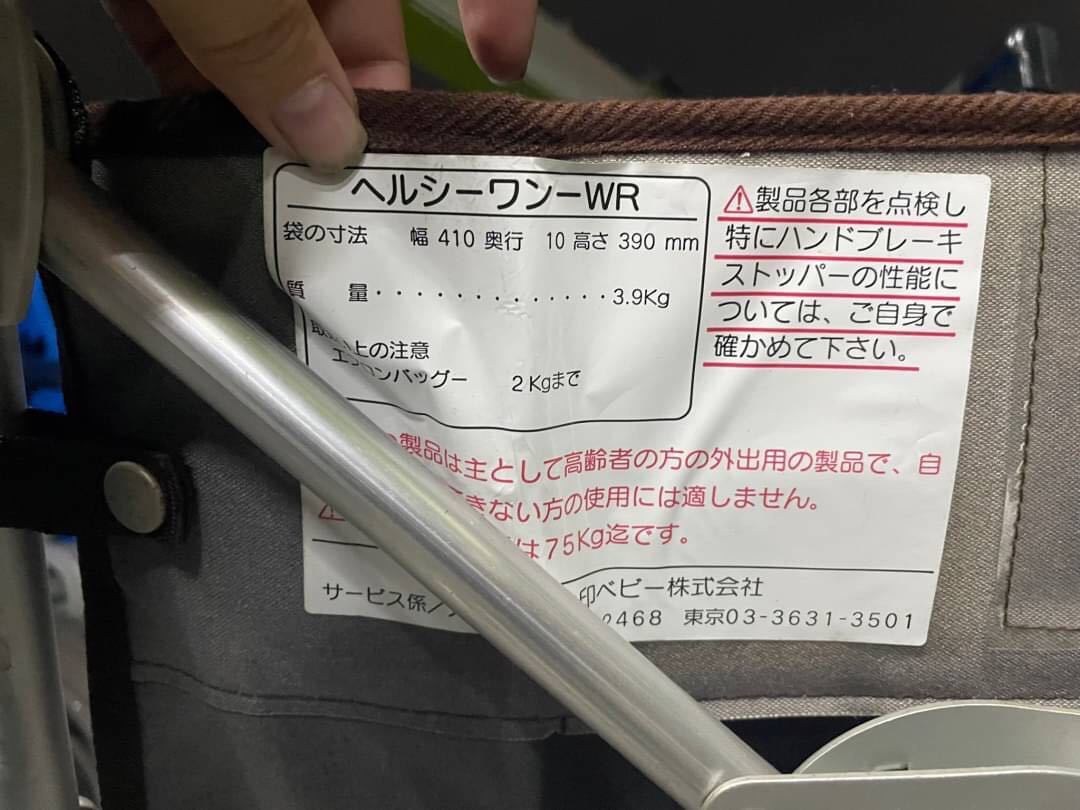 ヘルシーワンーWR
袋の寸法 幅 410 奥行 10 高さ 390 mm
質 量・・・・・・・・・・・・・3.9Kg
上の注意
バッグー 2Kgまで
⚠製品各部を点検し
特にハンドブレーキ
ストッパーの性能に
ついては、ご自身で
確かめて下さい。
製品は主として高齢者の方の外出用の製品で、自
きない方の使用には適しません。
は75Kg迄です。
サービス係／
印ベビー株式会社
2468 東京03-3631-3501